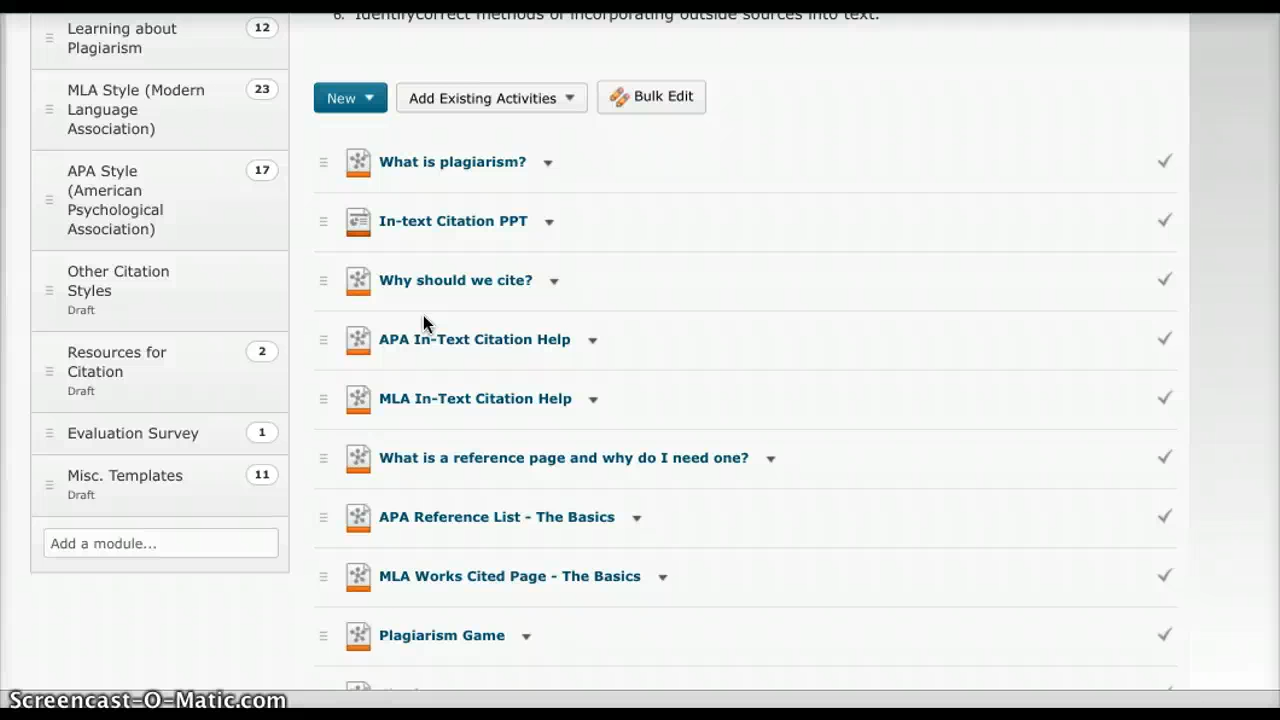 6. Identifycorrect methods of incorporating outside sources into text.
Learning about
Plagiarism
12
MLA Style (Modern
Language
Association)
23
APA Style
(American
Psychological
Association)
17
Other Citation
Styles
Draft
Resources for
Citation
Draft
2
Evaluation Survey
1
Misc. Templates
Draft
11
Add a module...
New
Add Existing Activities
Bulk Edit
What is plagiarism?
In-text Citation PPT
Why should we cite?
APA In-Text Citation Help
MLA In-Text Citation Help
What is a reference page and why do I need one?
APA Reference List - The Basics
MLA Works Cited Page - The Basics
Plagiarism Game
Screencast-O-Matic.com